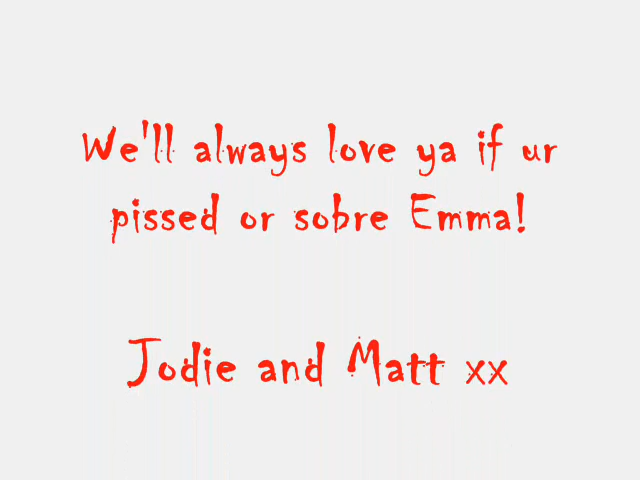 We'll always love ya if ur
pissed or sobre Emma!
Jodie and Matt xx